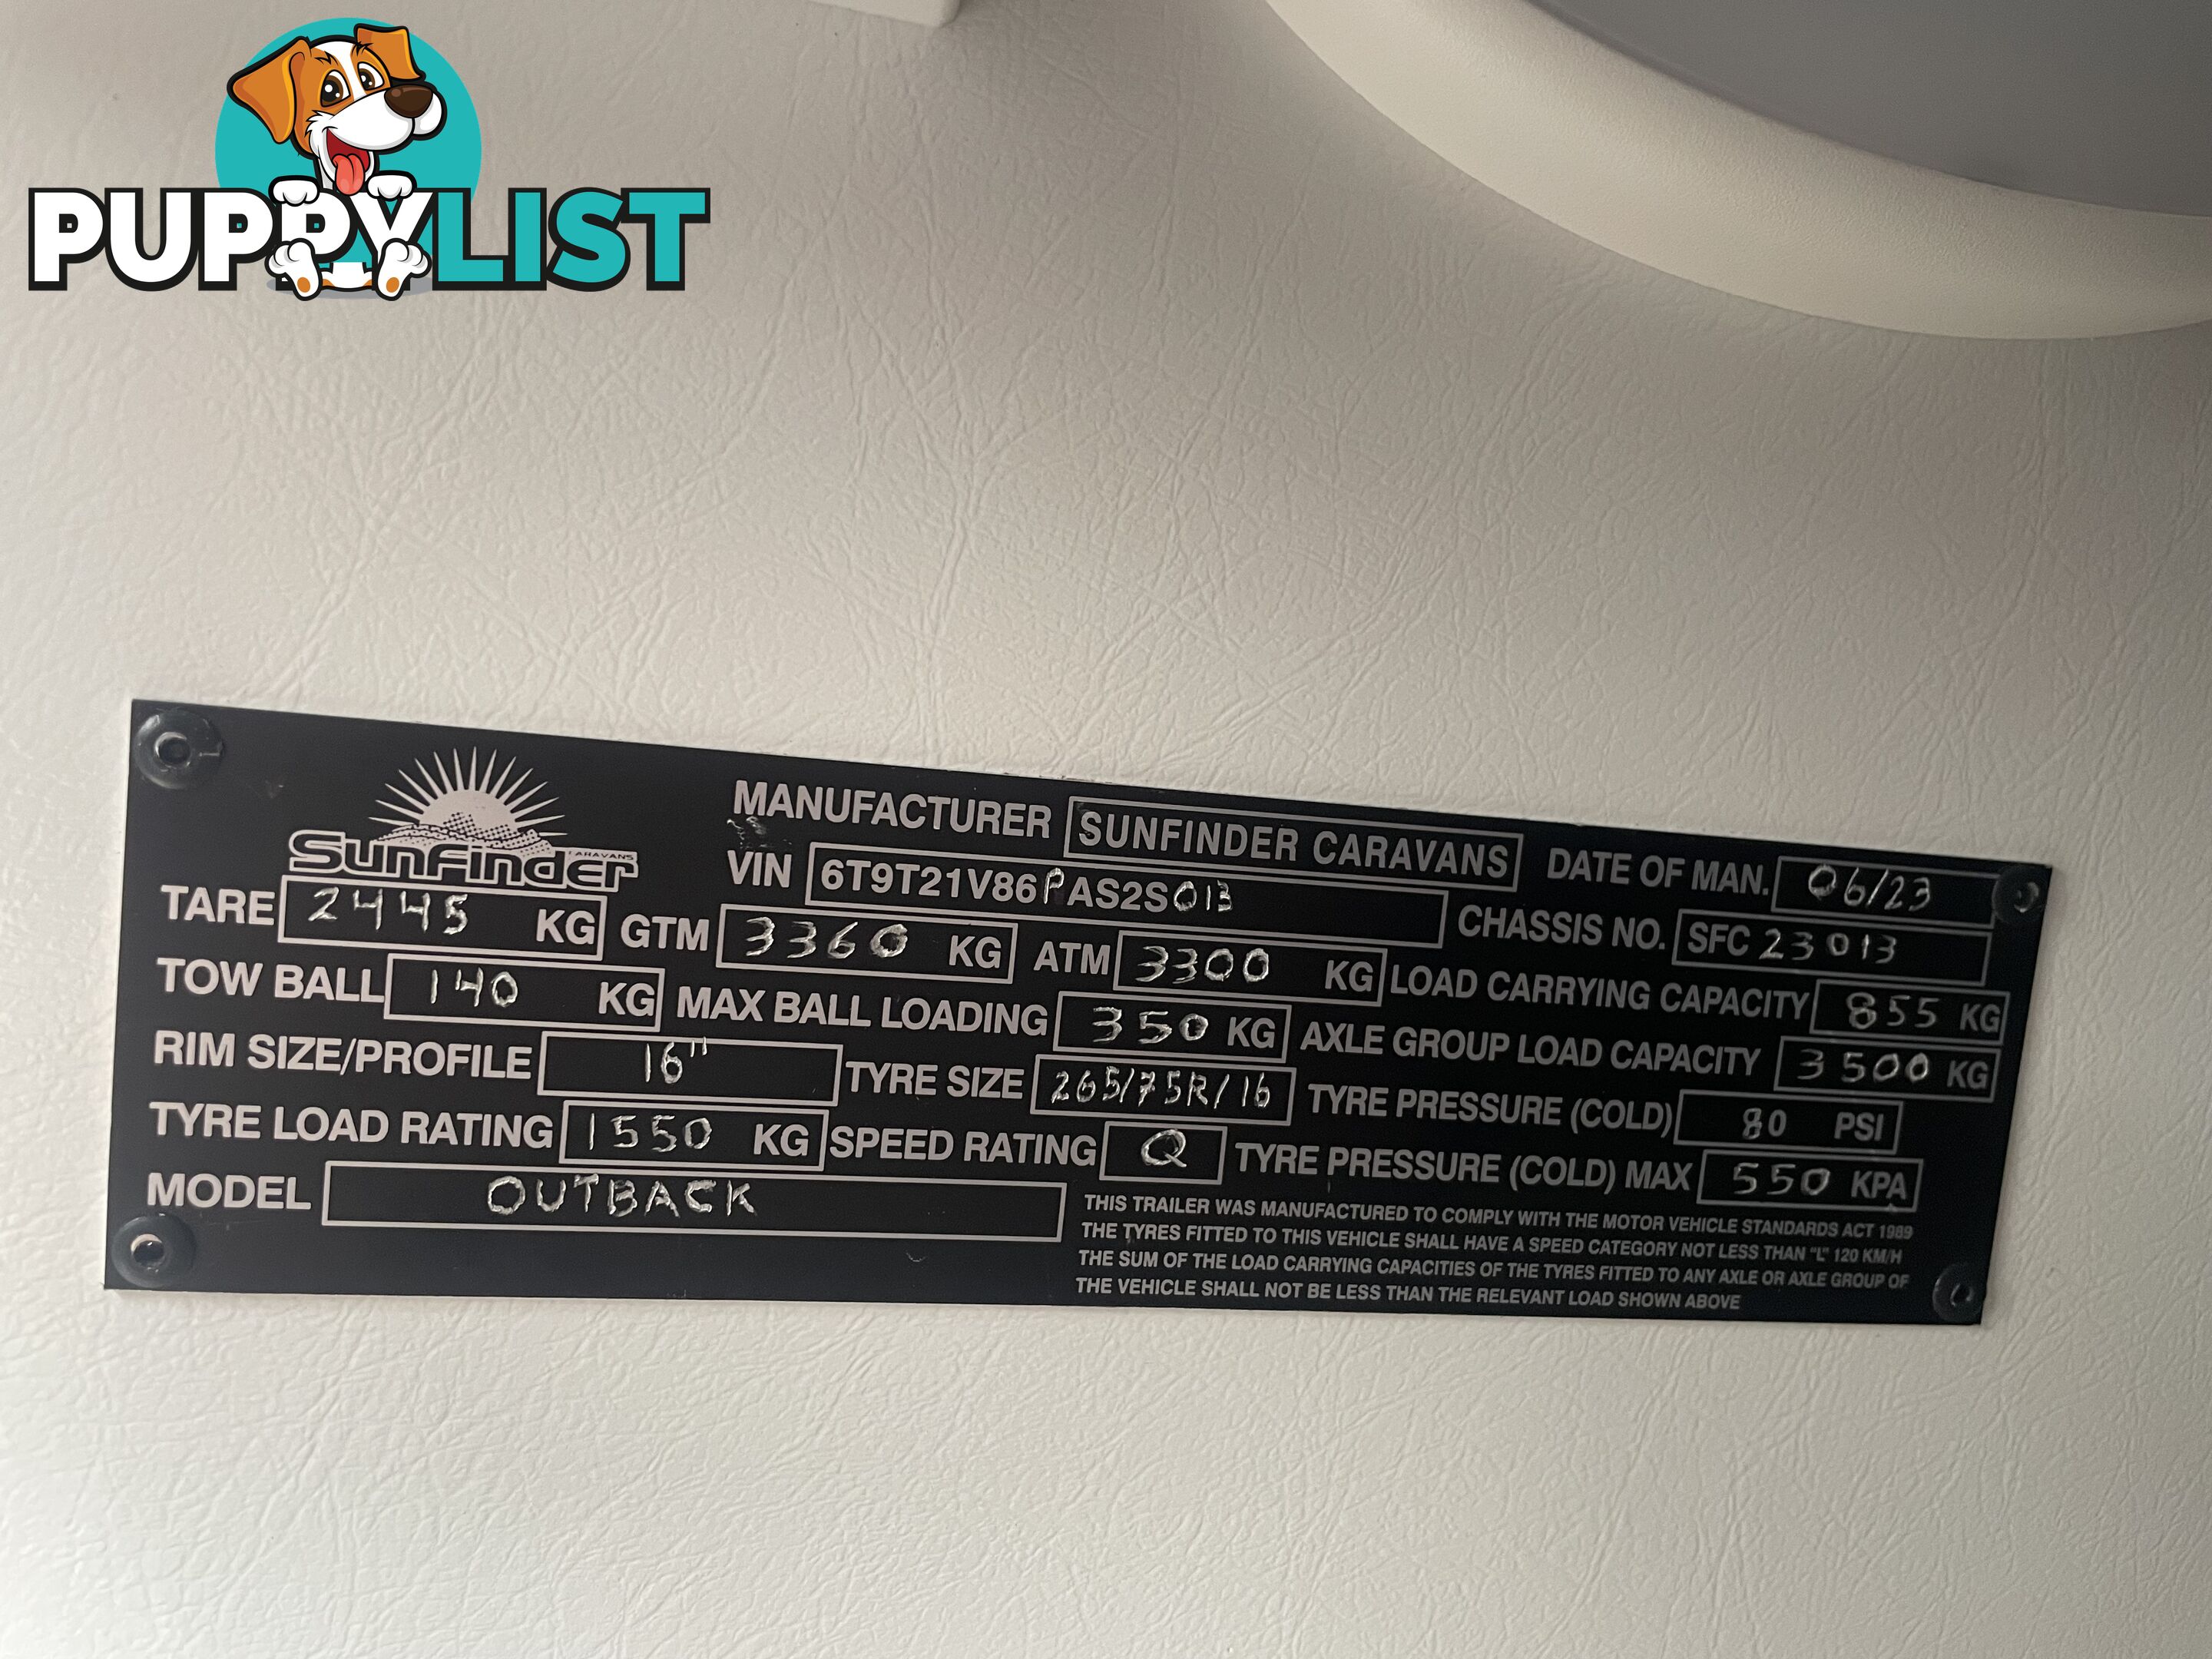 PUPPYLIST
SunFinder CARAVANS
MANUFACTURER SUNFINDER CARAVANS DATE OF MAN. 06/23
VIN 6T9T21V86PAS2S013 CHASSIS NO. SFC 23013
TARE 2445 KG GTM 3360 KG ATM 3300 KG LOAD CARRYING CAPACITY 855 KG
TOW BALL 140 KG MAX BALL LOADING 350 KG AXLE GROUP LOAD CAPACITY 3500 KG
RIM SIZE/PROFILE 16" TYRE SIZE 265/75R/16 TYRE PRESSURE (COLD) 80 PSI
TYRE LOAD RATING 1550 KG SPEED RATING Q TYRE PRESSURE (COLD) MAX 550 KPA
MODEL OUTBACK
THIS TRAILER WAS MANUFACTURED TO COMPLY WITH THE MOTOR VEHICLE STANDARDS ACT 1989
THE TYRES FITTED TO THIS VEHICLE SHALL HAVE A SPEED CATEGORY NOT LESS THAN "L" 120 KM/H
THE SUM OF THE LOAD CARRYING CAPACITIES OF THE TYRES FITTED TO ANY AXLE OR AXLE GROUP OF
THE VEHICLE SHALL NOT BE LESS THAN THE RELEVANT LOAD SHOWN ABOVE